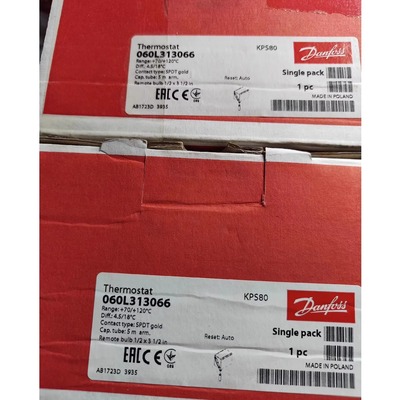 Thermostat
060L313066
KPS80
Range: +70/+120°C
Diff.: 4.5/18°C
Contact type: SPDT gold
Cap. tube: 5 m arm.
Remote bulb 1/2 x 3 1/2 in
Reset: Auto
Danfoss
Single pack
1 pc
MADE IN POLAND
EAC CE
AB1723D 3935
Thermostat
060L313066
KPS80
Range: +70/+120°C
Diff.: 4.5/18°C
Contact type: SPDT gold
Cap. tube: 5 m arm.
Remote bulb 1/2 x 3 1/2 in
Reset: Auto
Danfoss
Single pack
1 pc
MADE IN POLAND
EAC CE
AB1723D 3935